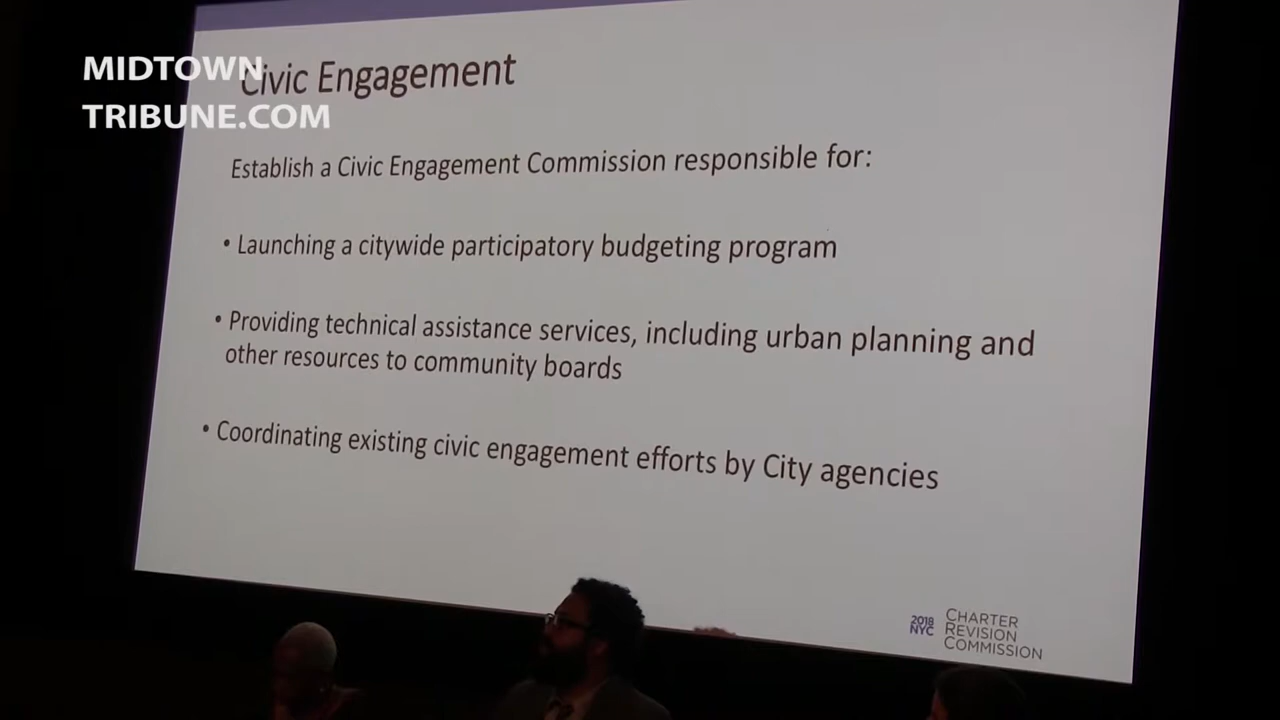 MIDTOWN
TRIBUNE.COM
Civic Engagement
Establish a Civic Engagement Commission responsible for:
• Launching a citywide participatory budgeting program
• Providing technical assistance services, including urban planning and
other resources to community boards
• Coordinating existing civic engagement efforts by City agencies
2018
NYC
CHARTER
REVISION
COMMISSION